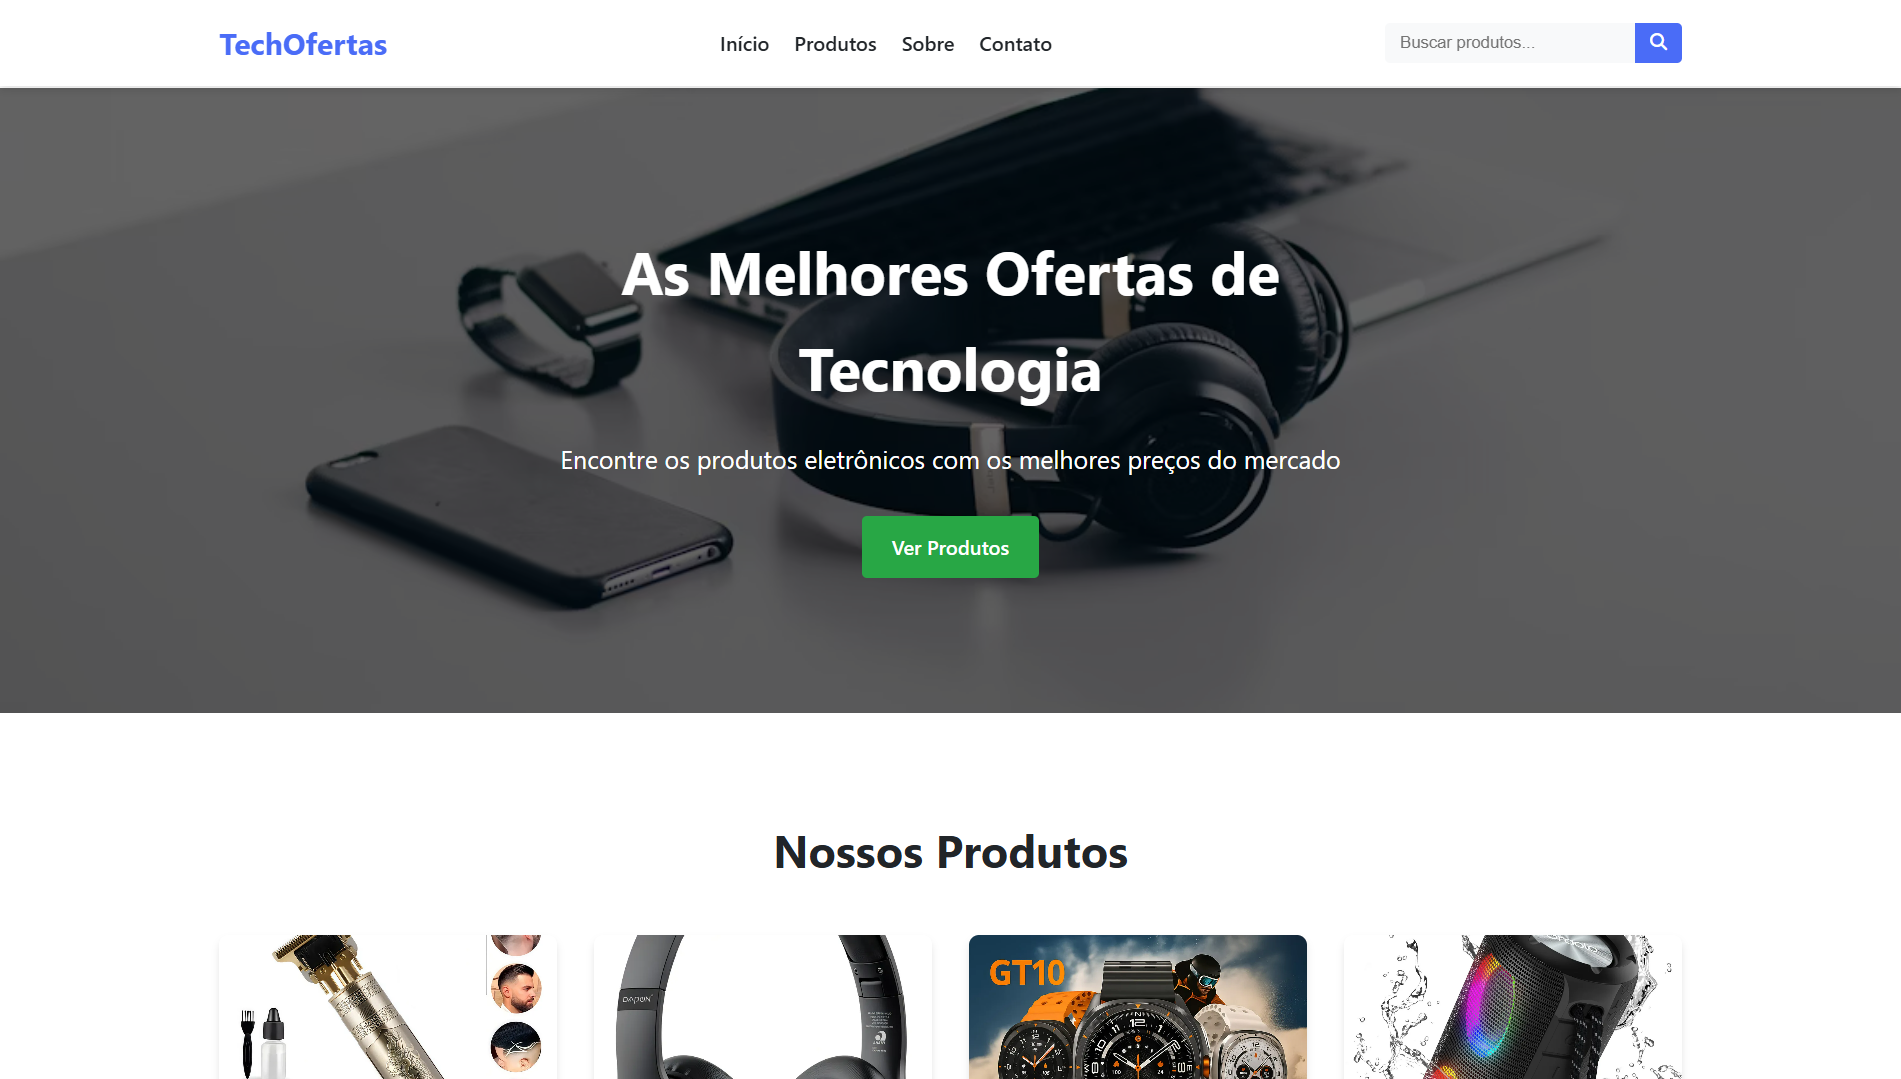 TechOfertas
Início Produtos Sobre Contato
Buscar produtos...
As Melhores Ofertas de
Tecnologia
Encontre os produtos eletrônicos com os melhores preços do mercado
Ver Produtos
Nossos Produtos
GT10